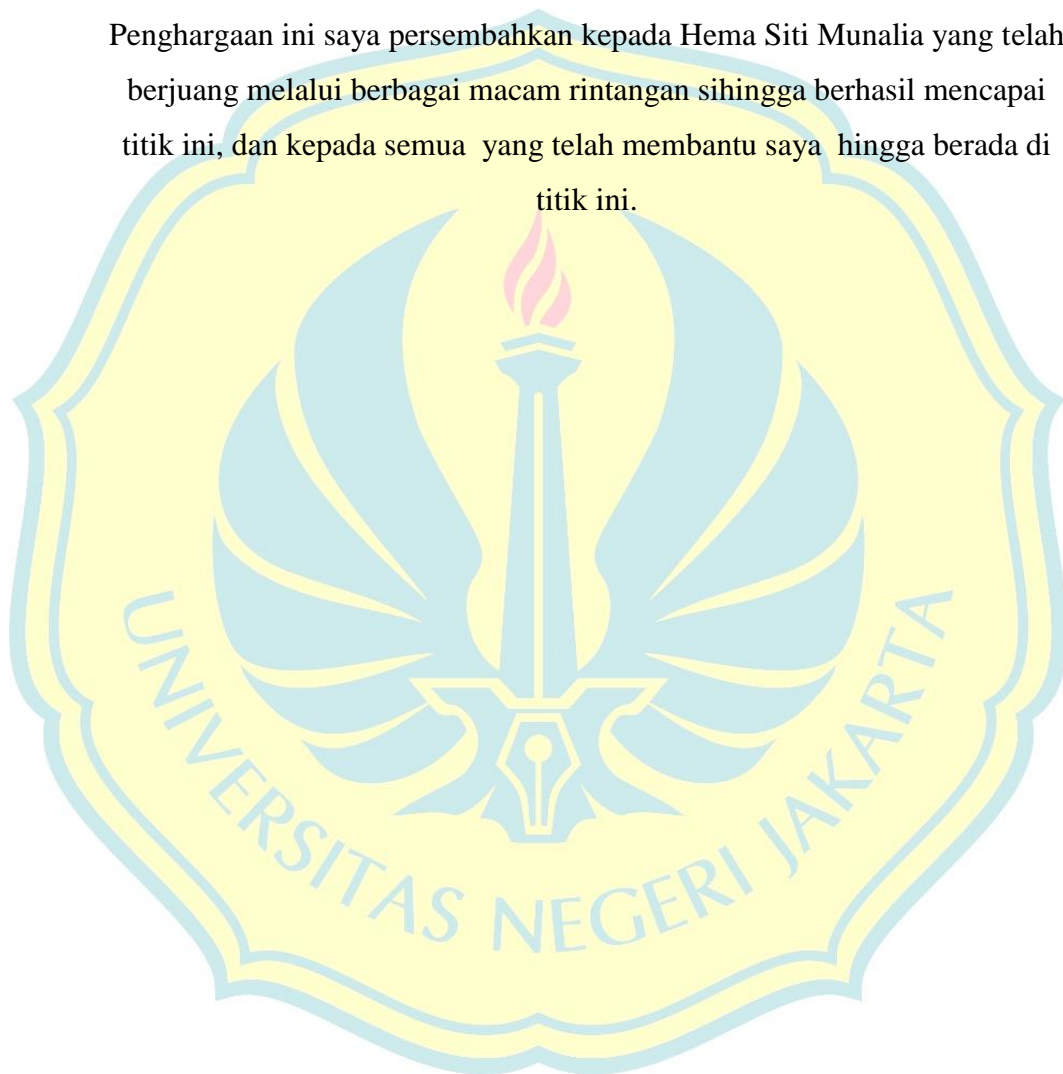 Penghargaan ini saya persembahkan kepada Hema Siti Munalia yang telah
berjuang melalui berbagai macam rintangan sihingga berhasil mencapai
titik ini, dan kepada semua  yang telah membantu saya  hingga berada di
titik ini.
UNIVERSITAS NEGERI JAKARTA